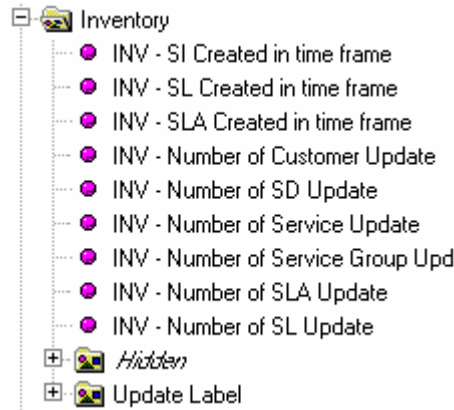 Inventory
INV - SI Created in time frame
INV - SL Created in time frame
INV - SLA Created in time frame
INV - Number of Customer Update
INV - Number of SD Update
INV - Number of Service Update
INV - Number of Service Group Upd
INV - Number of SLA Update
INV - Number of SL Update
Hidden
Update Label